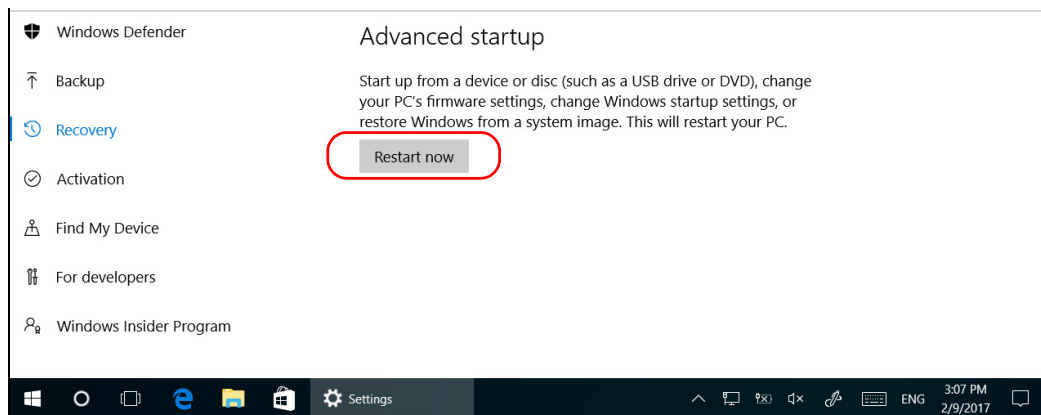 Windows Defender
Backup
Recovery
Activation
Find My Device
For developers
Windows Insider Program
Advanced startup
Start up from a device or disc (such as a USB drive or DVD), change
your PC's firmware settings, change Windows startup settings, or
restore Windows from a system image. This will restart your PC.
Restart now
Settings
ENG
3:07 PM
2/9/2017